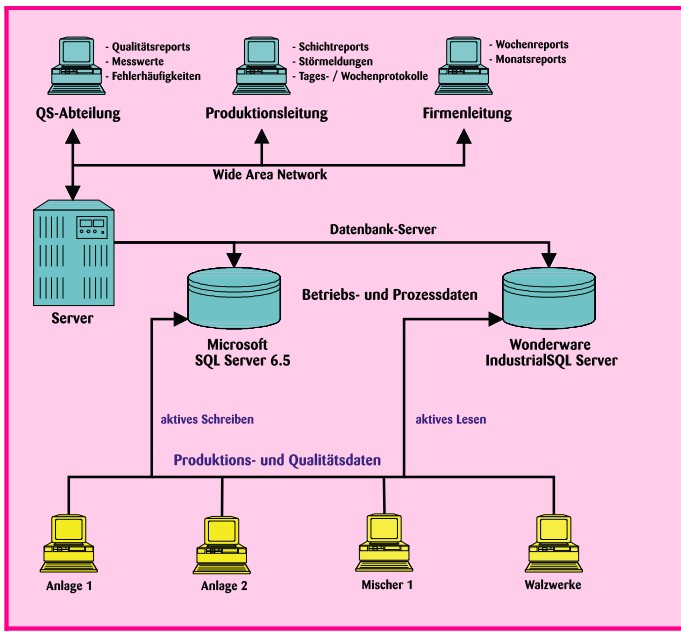 - Qualitätsreports
- Messwerte
- Fehlerhäufigkeiten
QS-Abteilung
- Schichtreports
- Störmeldungen
- Tages- / Wochenprotokolle
Produktionsleitung
- Wochenreports
- Monatsreports
Firmenleitung
Wide Area Network
Server
Datenbank-Server
Betriebs- und Prozessdaten
Microsoft
SQL Server 6.5
Wonderware
IndustrialSQL Server
aktives Schreiben
aktives Lesen
Produktions- und Qualitätsdaten
Anlage 1
Anlage 2
Mischer 1
Walzwerke